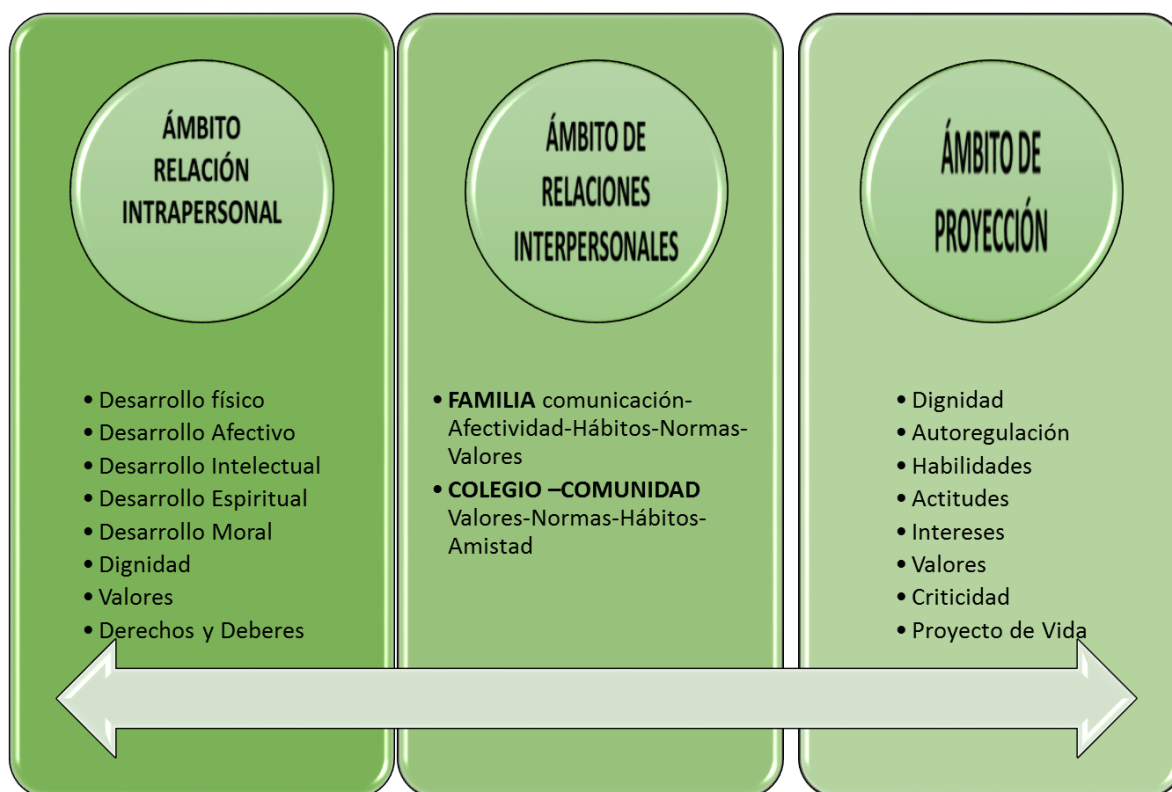 ÁMBITO
RELACIÓN
INTRAPERSONAL
• Desarrollo físico
• Desarrollo Afectivo
• Desarrollo Intelectual
• Desarrollo Espiritual
• Desarrollo Moral
• Dignidad
• Valores
• Derechos y Deberes
ÁMBITO DE
RELACIONES
INTERPERSONALES
• FAMILIA comunicación-
Afectividad-Hábitos-Normas-
Valores
• COLEGIO –COMUNIDAD
Valores-Normas-Hábitos-
Amistad
ÁMBITO DE
PROYECCIÓN
• Dignidad
• Autoregulación
• Habilidades
• Actitudes
• Intereses
• Valores
• Criticidad
• Proyecto de Vida